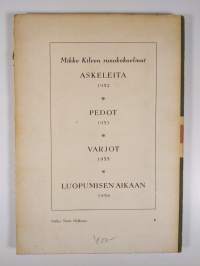 Mikko Kilven runokokoelmat
ASKELEITA
1952
PEDOT
1953
VARJOT
1955
LUOPUMISEN AIKAAN
1956